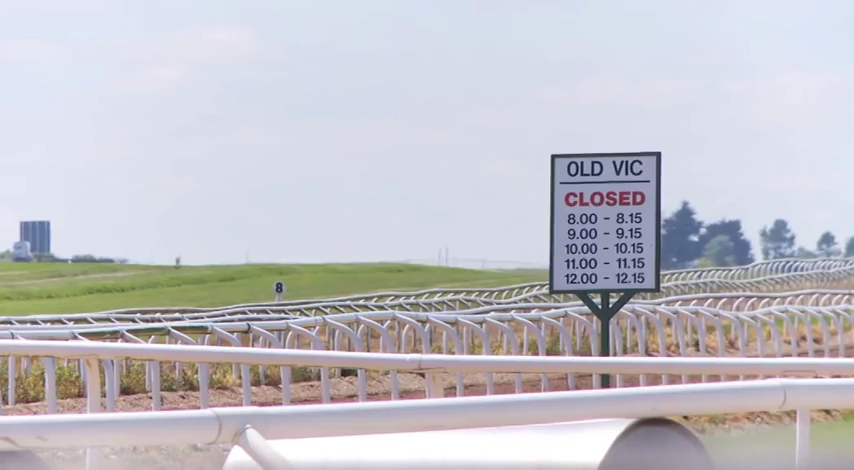 8
OLD VIC
CLOSED
8.00 - 8.15
9.00 - 9.15
10.00 - 10.15
11.00 - 11.15
12.00 - 12.15